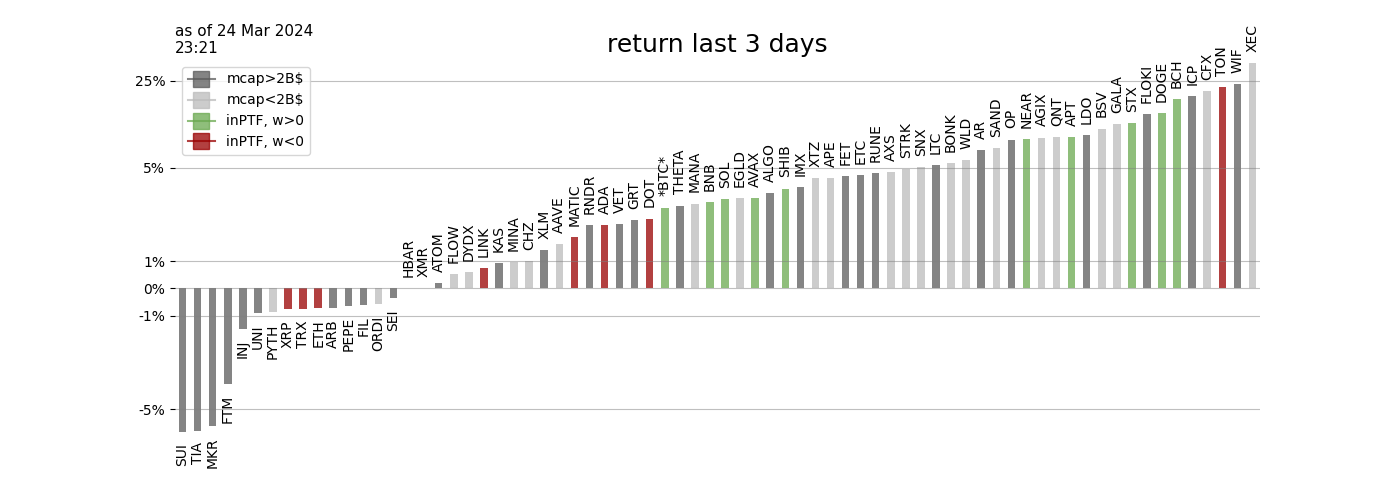 as of 24 Mar 2024
23:21
return last 3 days
mcap>2B$
mcap<2B$
inPTF, w>0
inPTF, w<0
25%
5%
1%
0%
-1%
-5%
SUI
TIA
MKR
FTM
INJ
UNI
PYTH
XRP
TRX
ETH
ARB
PEPE
FIL
ORDI
SEI
HBAR
XMR
ATOM
FLOW
DYDX
LINK
KAS
MINA
CHZ
XLM
AAVE
MATIC
RNDR
ADA
VET
GRT
DOT
*BTC*
THETA
MANA
BNB
SOL
EGLD
AVAX
ALGO
SHIB
IMX
XTZ
APE
FET
ETC
RUNE
AXS
STRK
SNX
LTC
BONK
WLD
AR
SAND
OP
NEAR
AGIX
QNT
APT
LDO
BSV
GALA
STX
FLOKI
DOGE
BCH
ICP
CFX
TON
WIF
XEC